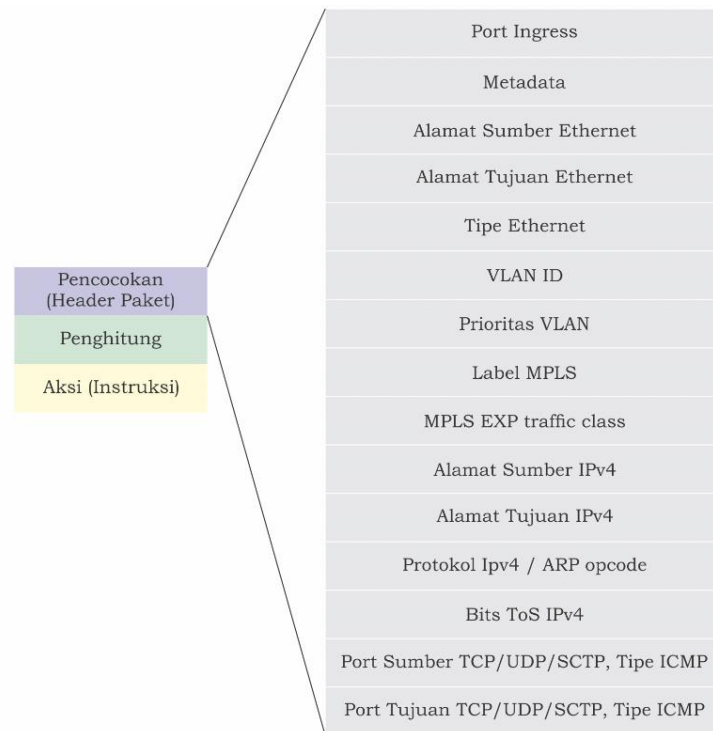 Port Ingress
Metadata
Alamat Sumber Ethernet
Alamat Tujuan Ethernet
Tipe Ethernet
VLAN ID
Prioritas VLAN
Label MPLS
MPLS EXP traffic class
Alamat Sumber IPv4
Alamat Tujuan IPv4
Protokol Ipv4 / ARP opcode
Bits ToS IPv4
Port Sumber TCP/UDP/SCTP, Tipe ICMP
Port Tujuan TCP/UDP/SCTP, Tipe ICMP
Pencocokan
(Header Paket)
Penghitung
Aksi (Instruksi)